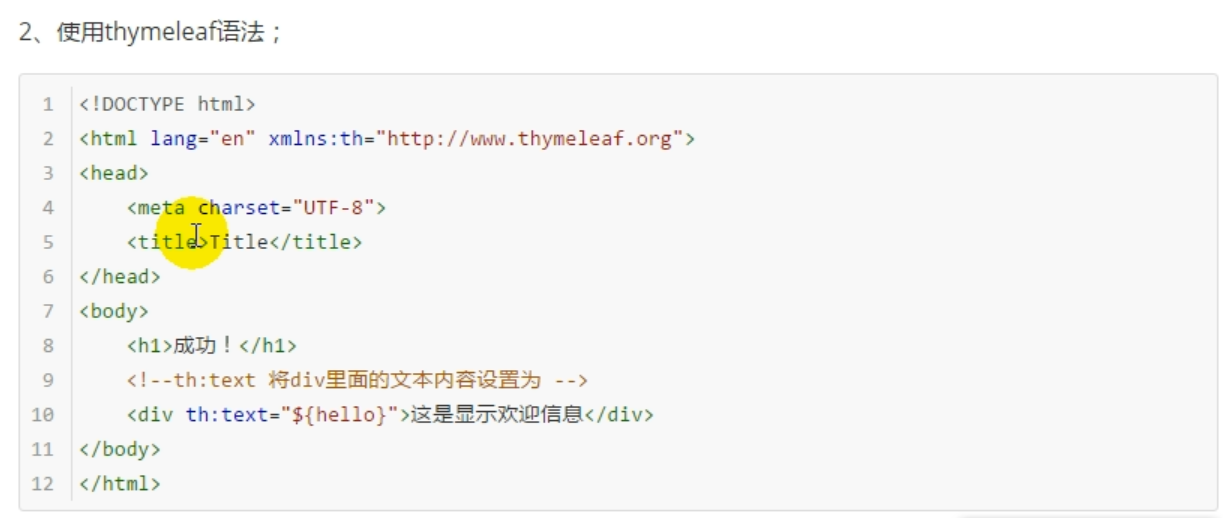 2、使用thymeleaf语法；
1 <!DOCTYPE html>
2 <html lang="en" xmlns:th="http://www.thymeleaf.org">
3 <head>
4     <meta charset="UTF-8">
5     <title>Title</title>
6 </head>
7 <body>
8     <h1>成功！</h1>
9     <!--th:text 将div里面的文本内容设置为 -->
10     <div th:text="${hello}">这是显示欢迎信息</div>
11 </body>
12 </html>